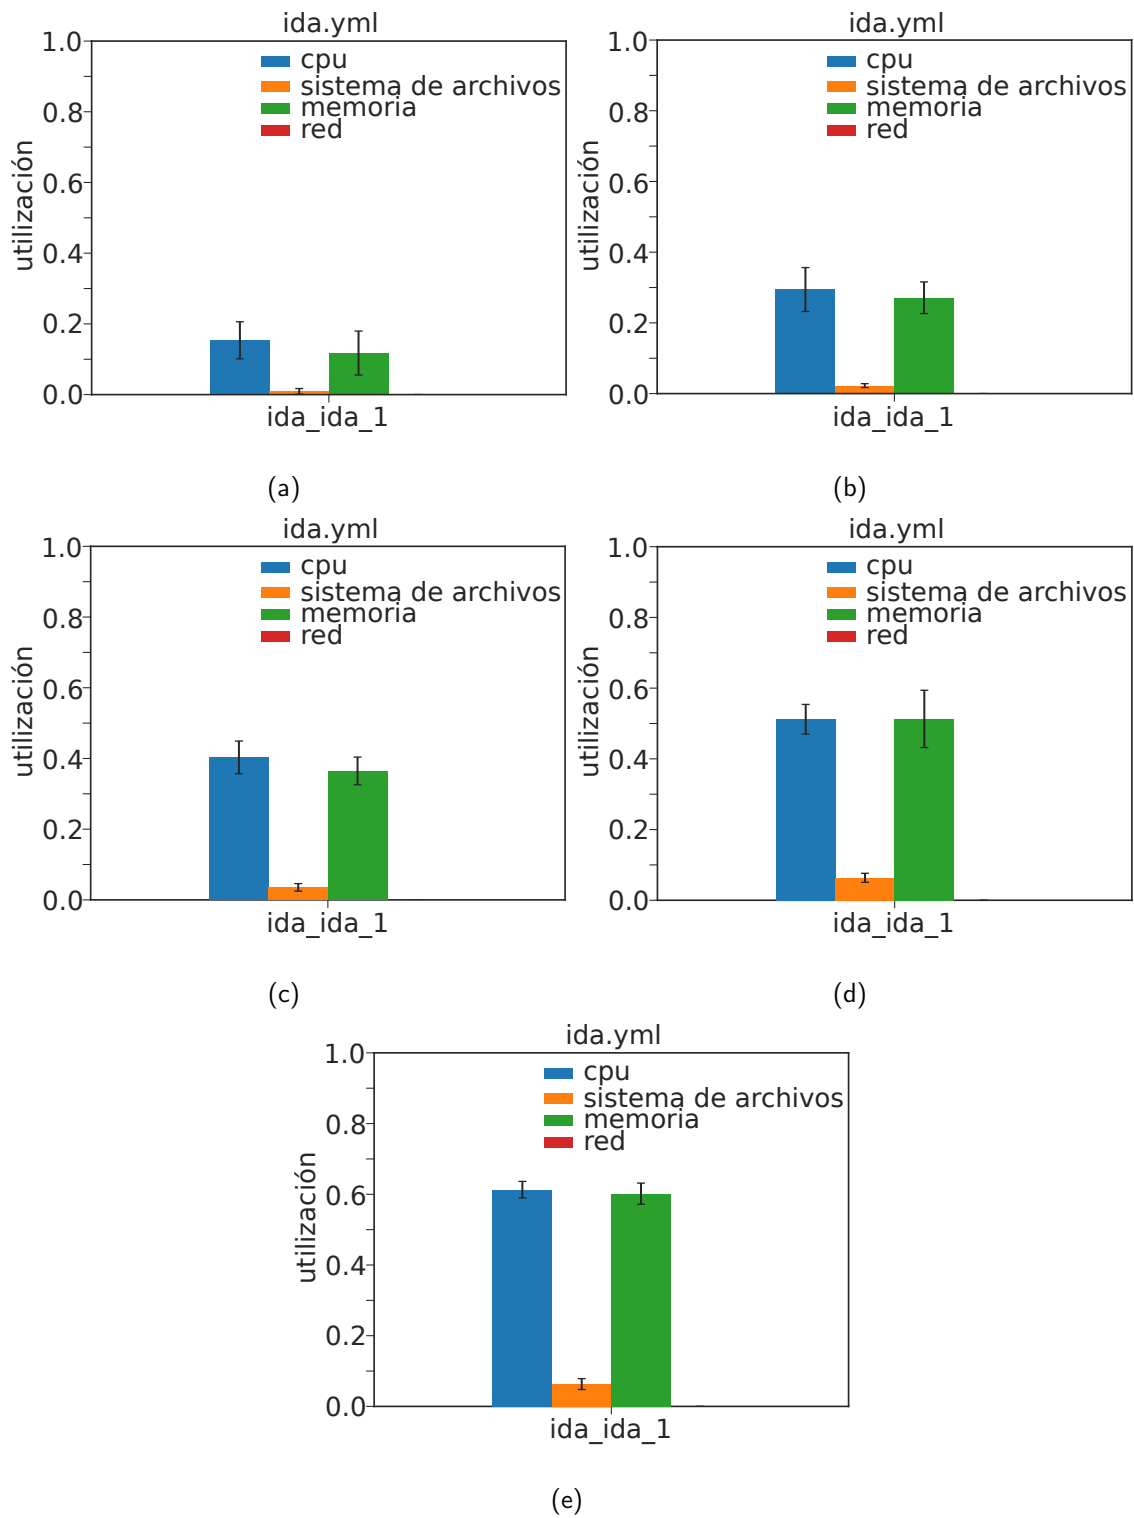 ida.yml
1.0
cpu
sistema de archivos
memoria
red
0.8
0.6
0.4
0.2
0.0
utilización
ida_ida_1
(a)
ida.yml
1.0
cpu
sistema de archivos
memoria
red
0.8
0.6
0.4
0.2
0.0
utilización
ida_ida_1
(b)
ida.yml
1.0
cpu
sistema de archivos
memoria
red
0.8
0.6
0.4
0.2
0.0
utilización
ida_ida_1
(c)
ida.yml
1.0
cpu
sistema de archivos
memoria
red
0.8
0.6
0.4
0.2
0.0
utilización
ida_ida_1
(d)
ida.yml
1.0
cpu
sistema de archivos
memoria
red
0.8
0.6
0.4
0.2
0.0
utilización
ida_ida_1
(e)